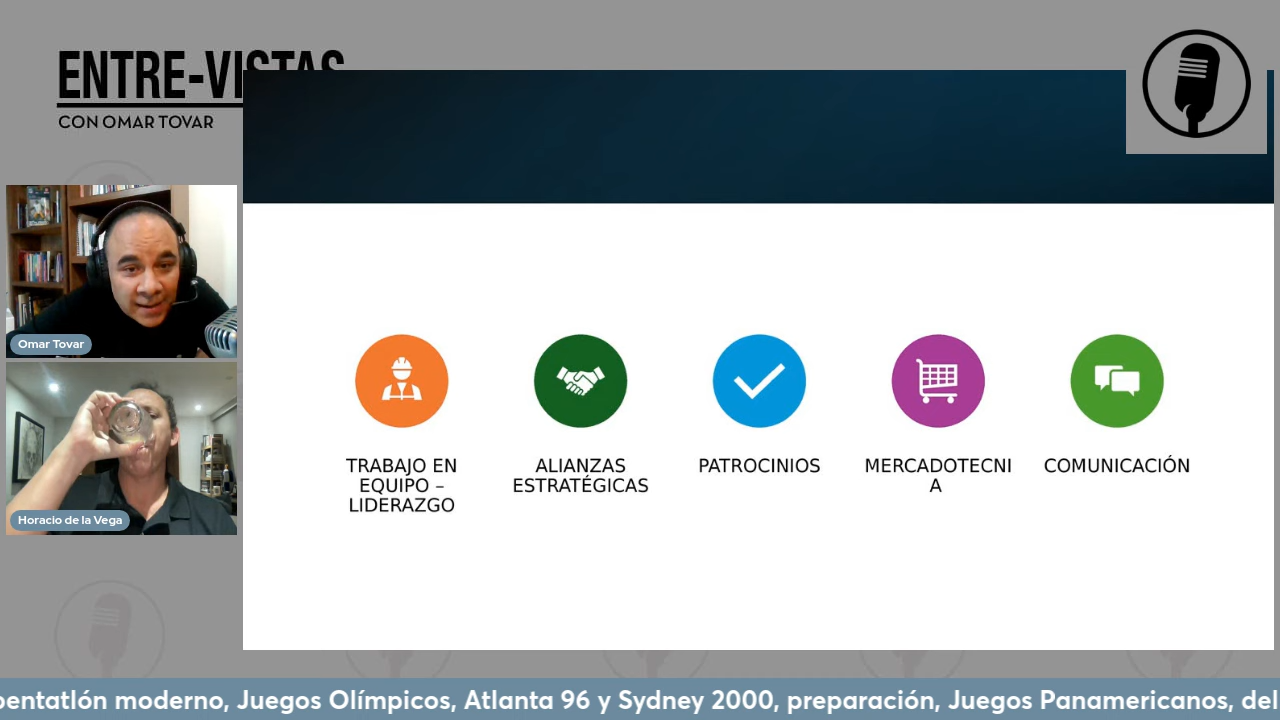 ENTRE-VISTAS
CON OMAR TOVAR
Omar Tovar
Horacio de la Vega
TRABAJO EN
EQUIPO –
LIDERAZGO
ALIANZAS
ESTRATÉGICAS
PATROCINIOS
MERCADOTECNI
A
COMUNICACIÓN
pentatlón moderno, Juegos Olímpicos, Atlanta 96 y Sydney 2000, preparación, Juegos Panamericanos, del